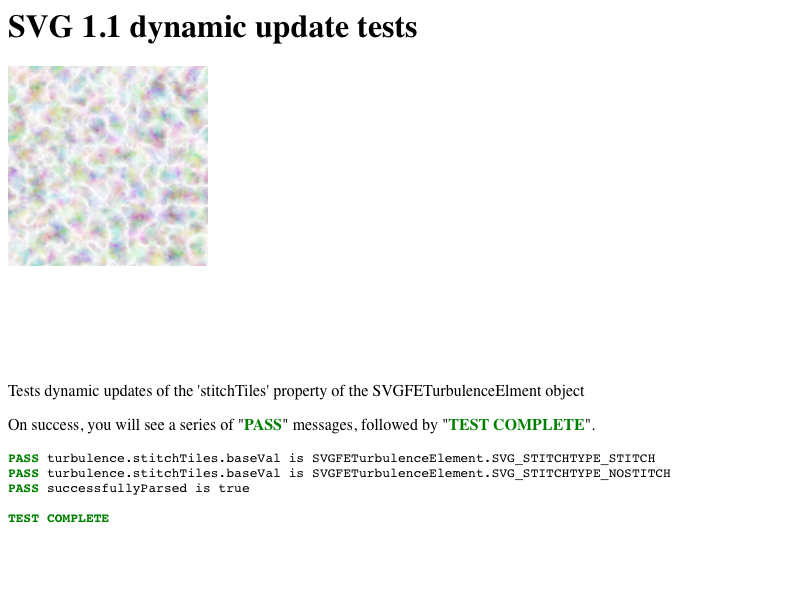 SVG 1.1 dynamic update tests
Tests dynamic updates of the 'stitchTiles' property of the SVGFETurbulenceElment object
On success, you will see a series of "PASS" messages, followed by "TEST COMPLETE".
PASS turbulence.stitchTiles.baseVal is SVGFETurbulenceElement.SVG_STITCHTYPE_STITCH
PASS turbulence.stitchTiles.baseVal is SVGFETurbulenceElement.SVG_STITCHTYPE_NOSTITCH
PASS successfullyParsed is true
TEST COMPLETE